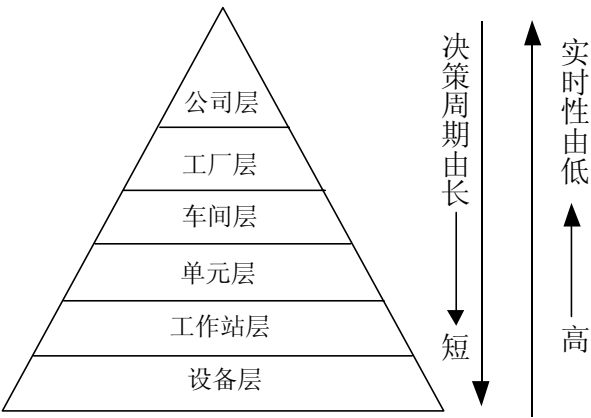 公司层
工厂层
车间层
单元层
工作站层
设备层
决策周期由长
短
实时性由低
高